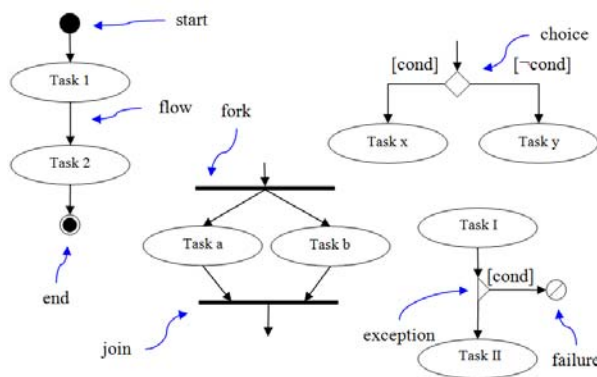 start
Task 1
flow
Task 2
end
fork
Task a
Task b
join
choice
[cond]
[¬cond]
Task x
Task y
Task I
[cond]
exception
failure
Task II